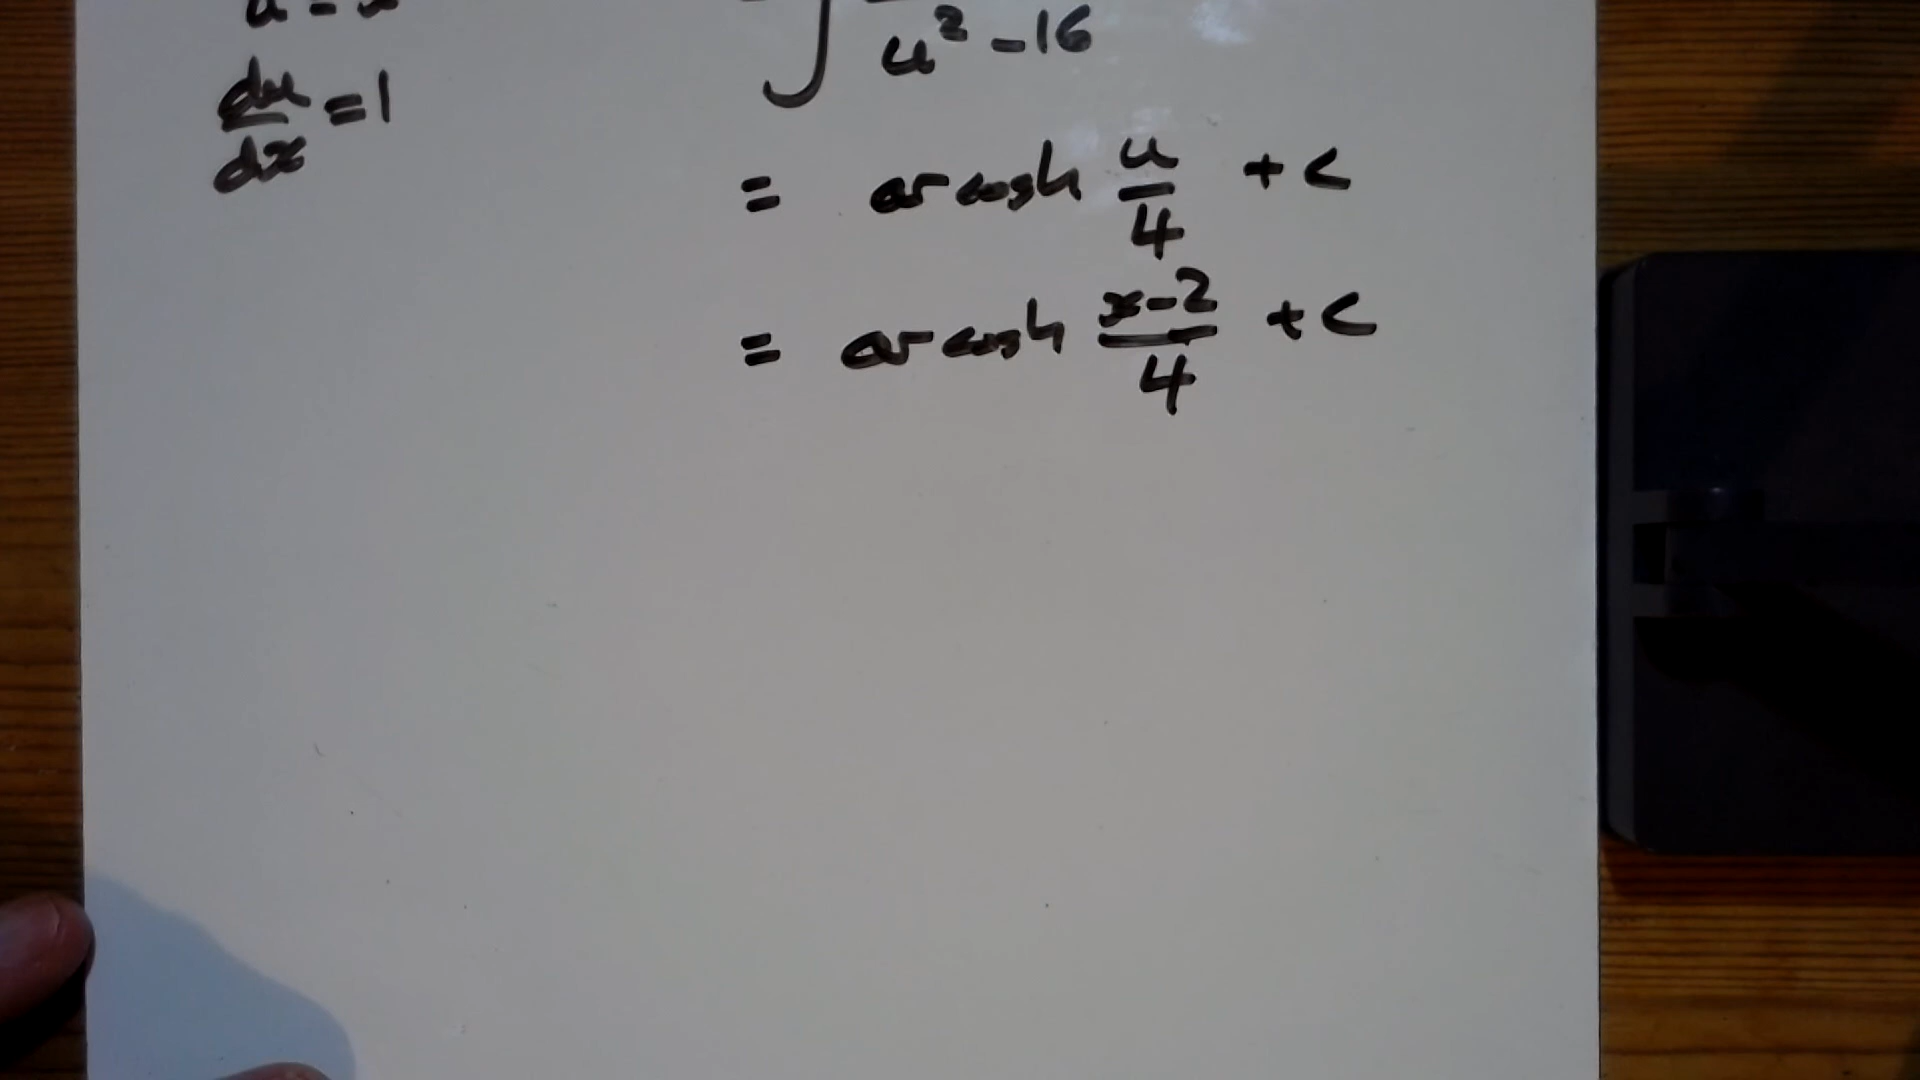 u = x
du/dx = 1
∫ u² - 16
= arcosh u/4 + c
= arcosh x-2/4 + c